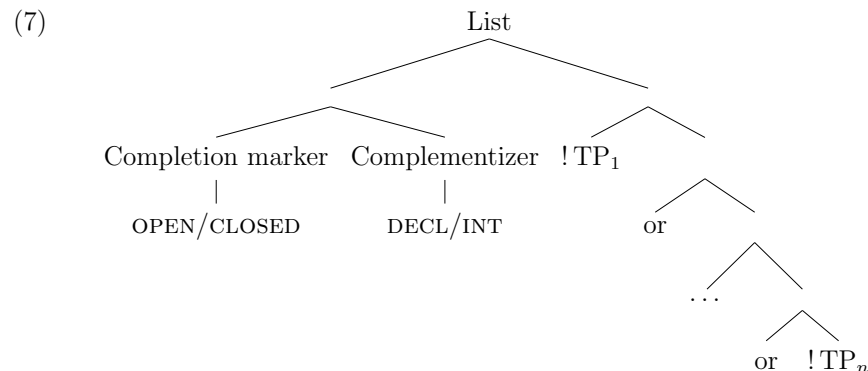 (7)
List
Completion marker Complementizer ! TP₁
OPEN/CLOSED DECL/INT or
...
or ! TPₙ